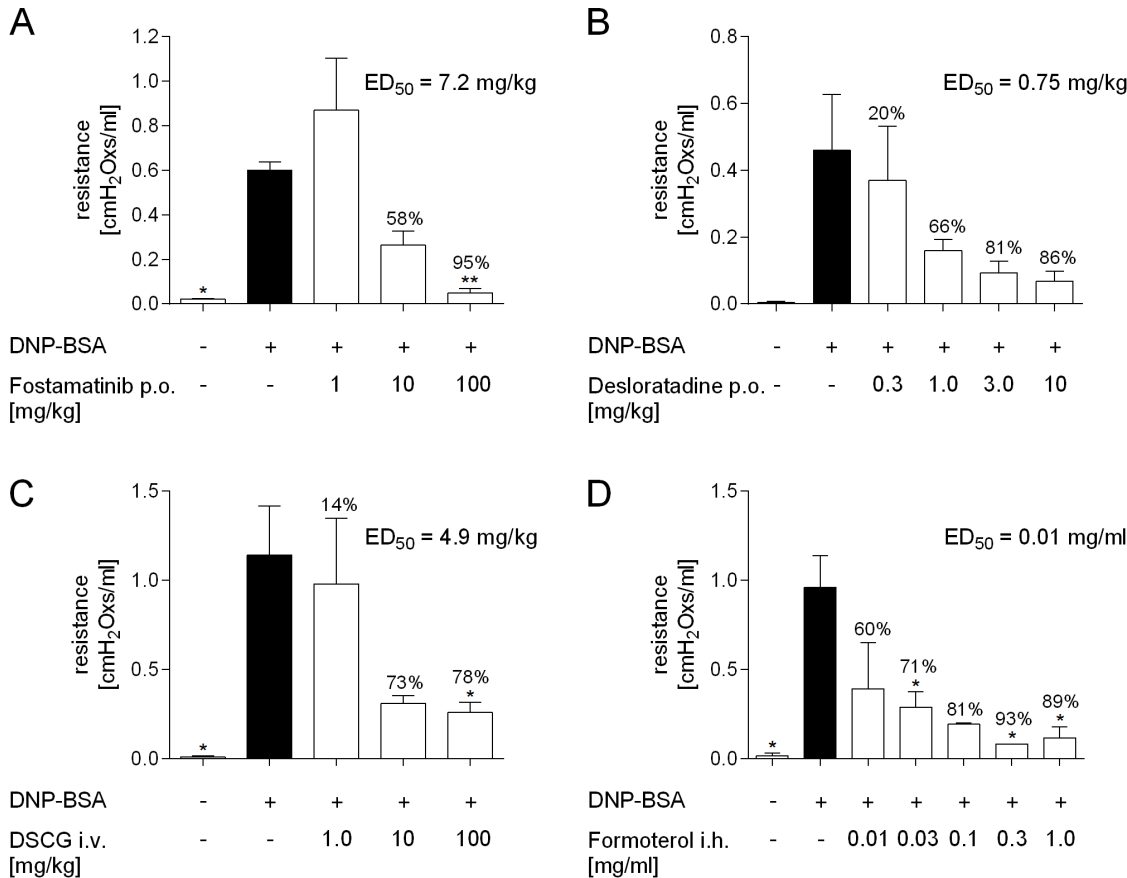 A
1.2
1.0
0.8
0.6
0.4
0.2
0.0
resistance
[cmH₂Oxs/ml]
ED₅₀ = 7.2 mg/kg
58%
95%
*
**
DNP-BSA - + + + +
Fostamatinib p.o. - - 1 10 100
[mg/kg]
B
0.8
0.6
0.4
0.2
0.0
resistance
[cmH₂Oxs/ml]
ED₅₀ = 0.75 mg/kg
20%
66%
81%
86%
DNP-BSA - + + + + +
Desloratadine p.o. - - 0.3 1.0 3.0 10
[mg/kg]
C
1.5
1.0
0.5
0.0
resistance
[cmH₂Oxs/ml]
ED₅₀ = 4.9 mg/kg
14%
73%
78%
*
*
DNP-BSA - + + + +
DSCG i.v. - - 1.0 10 100
[mg/kg]
D
1.5
1.0
0.5
0.0
resistance
[cmH₂Oxs/ml]
ED₅₀ = 0.01 mg/ml
60%
71%
*
81%
93%
*
89%
*
*
DNP-BSA - + + + + + +
Formoterol i.h. - - 0.01 0.03 0.1 0.3 1.0
[mg/ml]